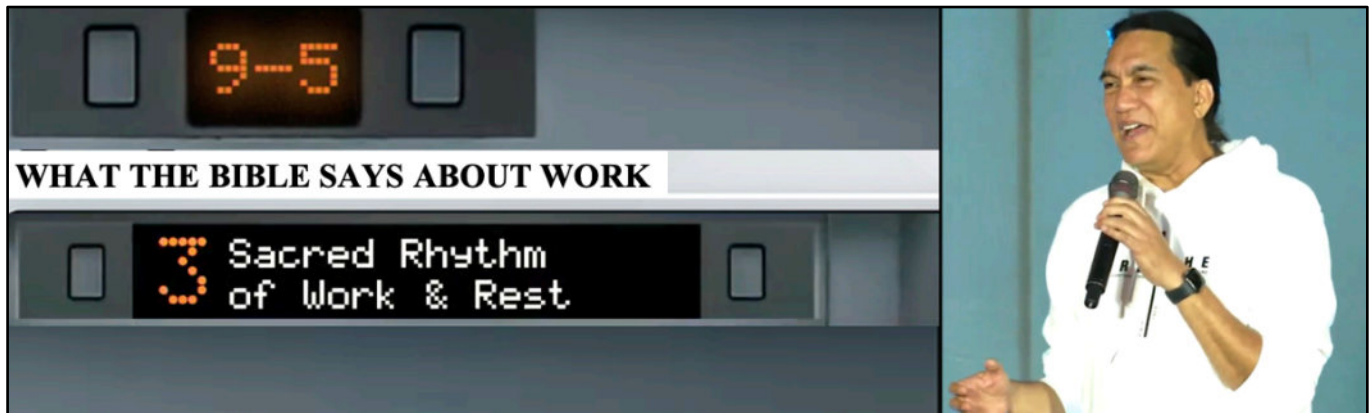 9-5
WHAT THE BIBLE SAYS ABOUT WORK
3 Sacred Rhythm
of Work & Rest